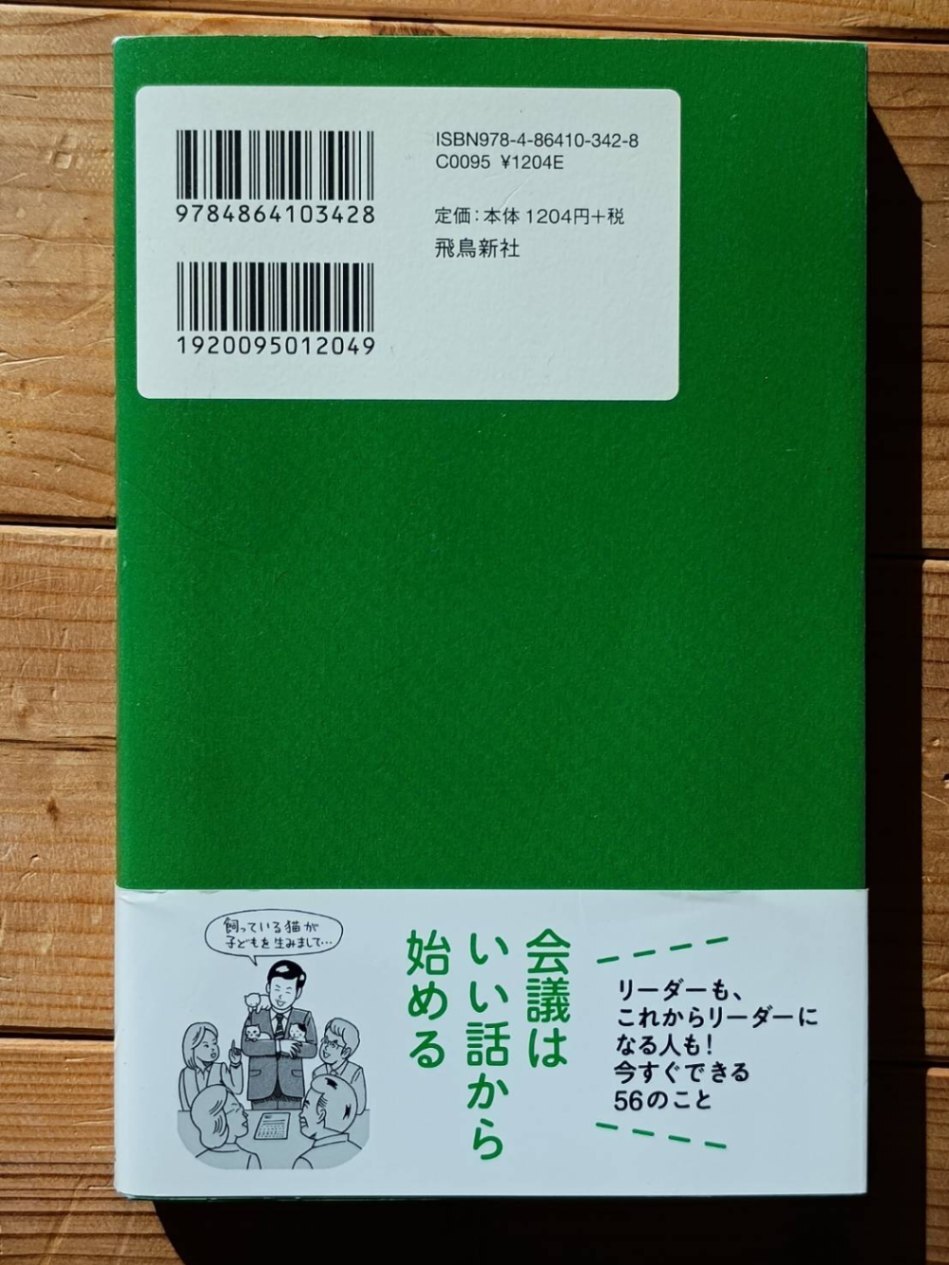 ISBN978-4-86410-342-8
C0095 ¥1204E
9784864103428
定価：本体1204円+税
飛鳥新社
1920095012049
飼っている猫が
子どもを生みまして…
会議は
いい話から
始める
リーダーも、
これからリーダーに
なる人も！
今すぐできる
56のこと